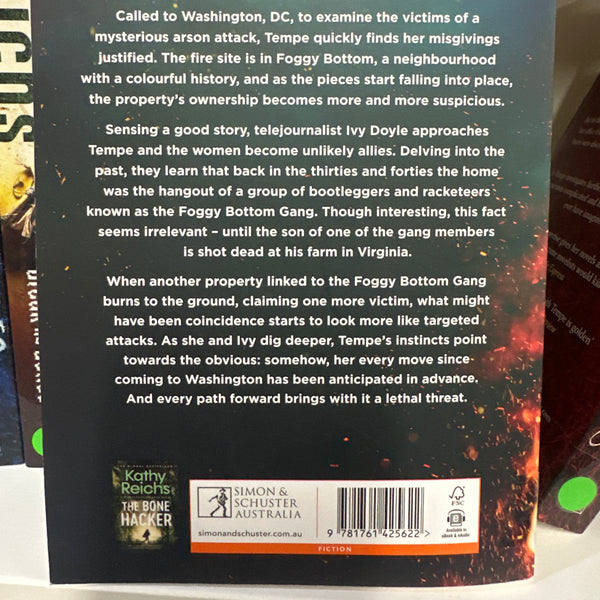 Called to Washington, DC, to examine the victims of a
mysterious arson attack, Tempe quickly finds her misgivings
justified. The fire site is in Foggy Bottom, a neighbourhood
with a colourful history, and as the pieces start falling into place,
the property's ownership becomes more and more suspicious.
Sensing a good story, telejournalist Ivy Doyle approaches
Tempe and the women become unlikely allies. Delving into the
past, they learn that back in the thirties and forties the home
was the hangout of a group of bootleggers and racketeers
known as the Foggy Bottom Gang. Though interesting, this fact
seems irrelevant – until the son of one of the gang members
is shot dead at his farm in Virginia.
When another property linked to the Foggy Bottom Gang
burns to the ground, claiming one more victim, what might
have been coincidence starts to look more like targeted
attacks. As she and Ivy dig deeper, Tempe's instincts point
towards the obvious: somehow, her every move since
coming to Washington has been anticipated in advance.
And every path forward brings with it a lethal threat.
Kathy
Reichs
THE BONE
HACKER
SIMON &
SCHUSTER
AUSTRALIA
simonandschuster.com.au
9 781761 425622 >
FSC
Available in
eBook & audio
FICTION
Tempe is golden'